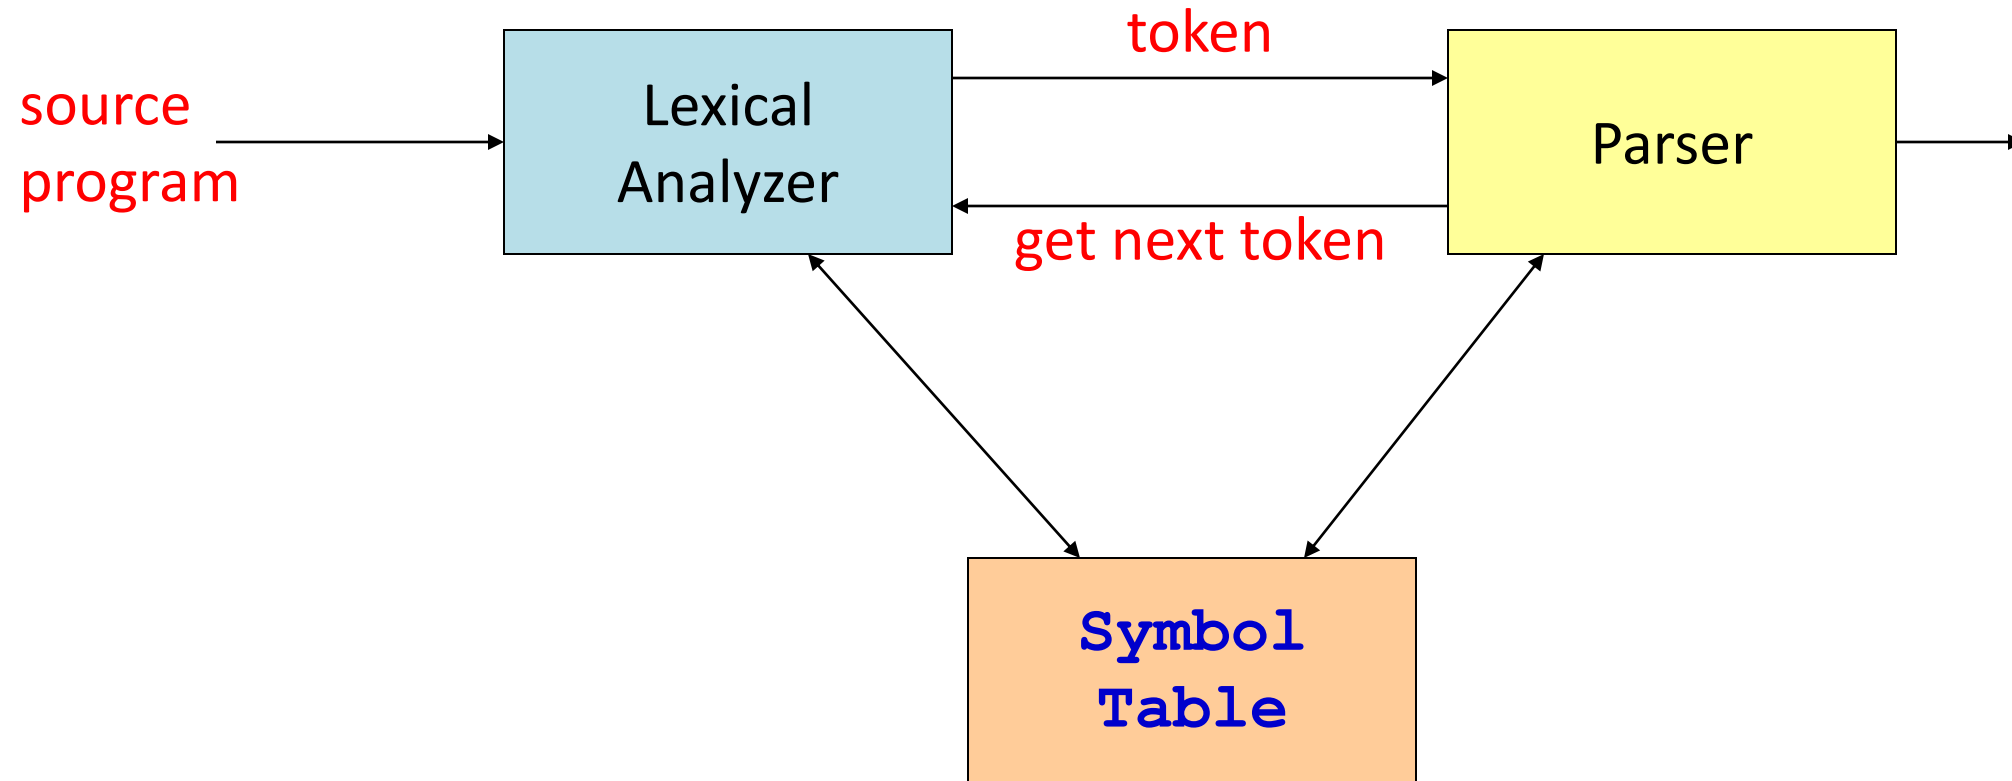 source
program
Lexical
Analyzer
token
get next token
Parser
Symbol
Table